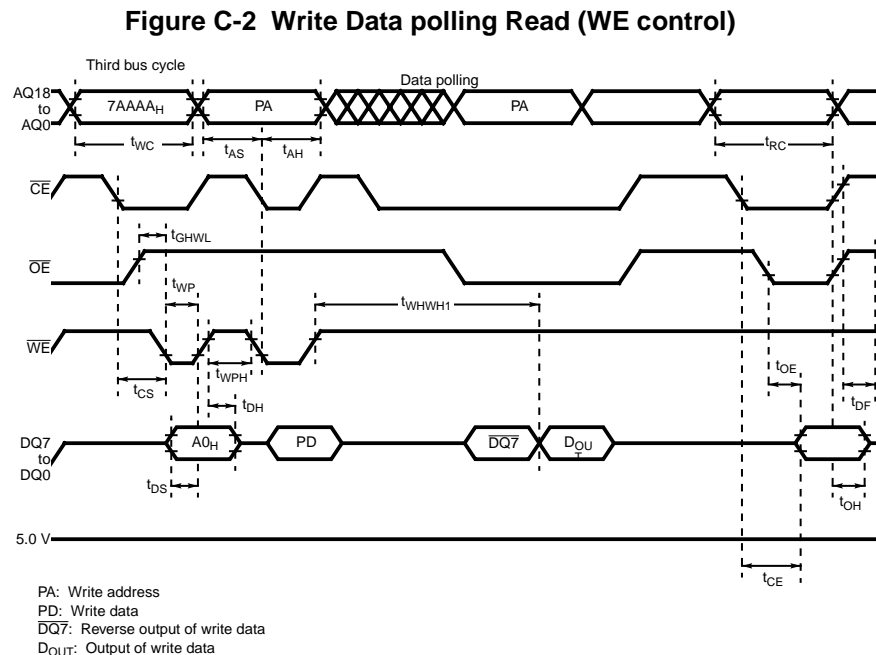 Figure C-2 Write Data polling Read (WE control)
Third bus cycle
Data polling
AQ18
to
AQ0
7AAAAH
PA
PA
tWC
tAS
tAH
tRC
CE
tGHWL
OE
tWP
tWHWH1
WE
tCS
tWPH
tOE
tDF
tDH
DQ7
to
DQ0
A0H
PD
DQ7
DOU
T
tDS
tOH
5.0 V
tCE
PA: Write address
PD: Write data
DQ7: Reverse output of write data
DOUT: Output of write data